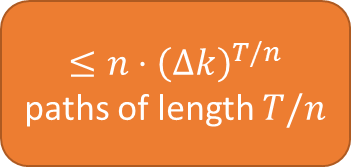 ≤ n · (Δk)^{T/n}
paths of length T/n